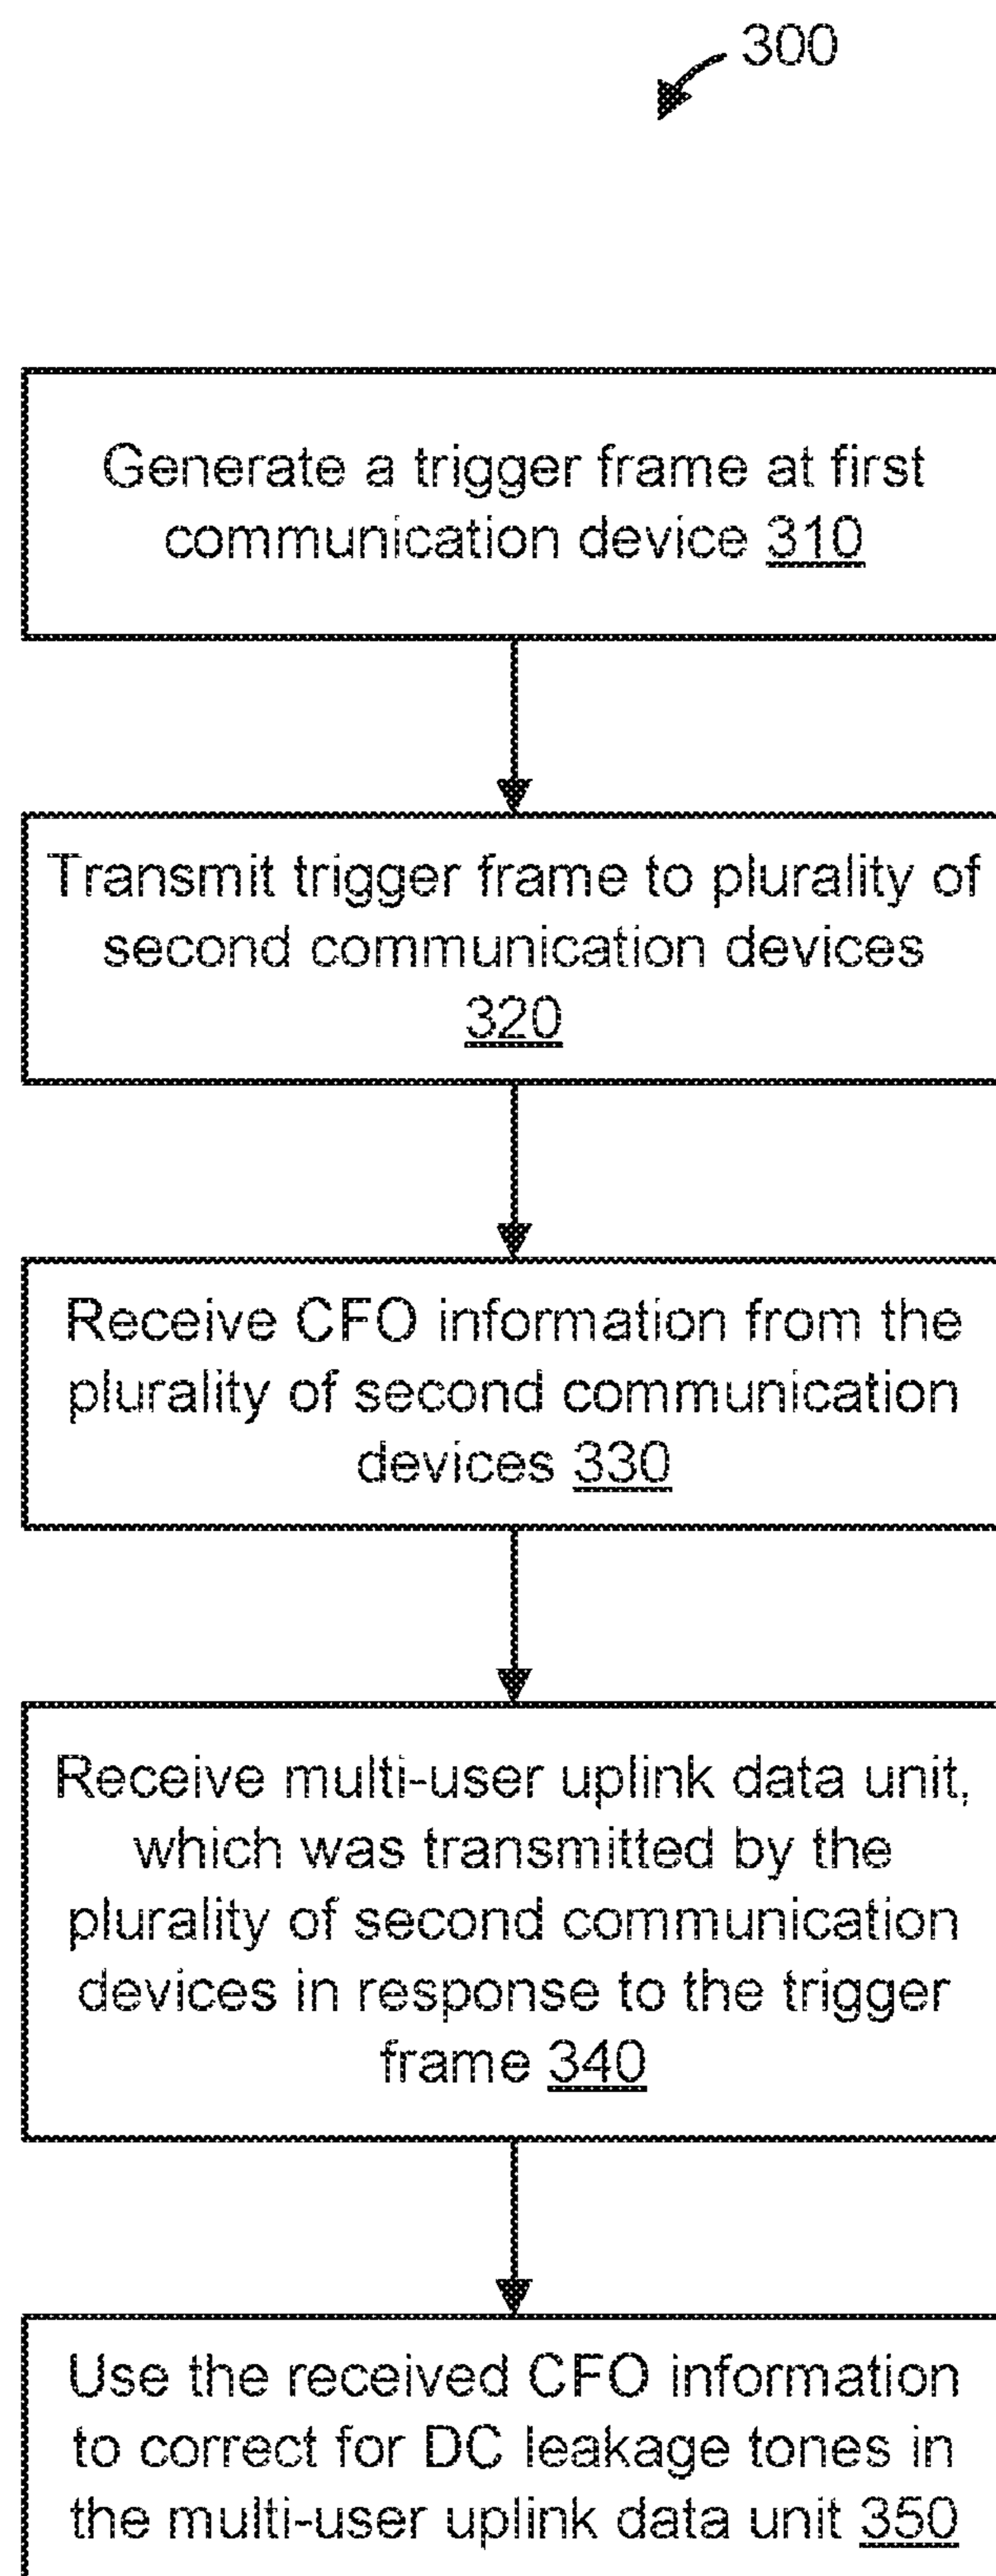 300
Generate a trigger frame at first
communication device 310
Transmit trigger frame to plurality of
second communication devices
320
Receive CFO information from the
plurality of second communication
devices 330
Receive multi-user uplink data unit,
which was transmitted by the
plurality of second communication
devices in response to the trigger
frame 340
Use the received CFO information
to correct for DC leakage tones in
the multi-user uplink data unit 350